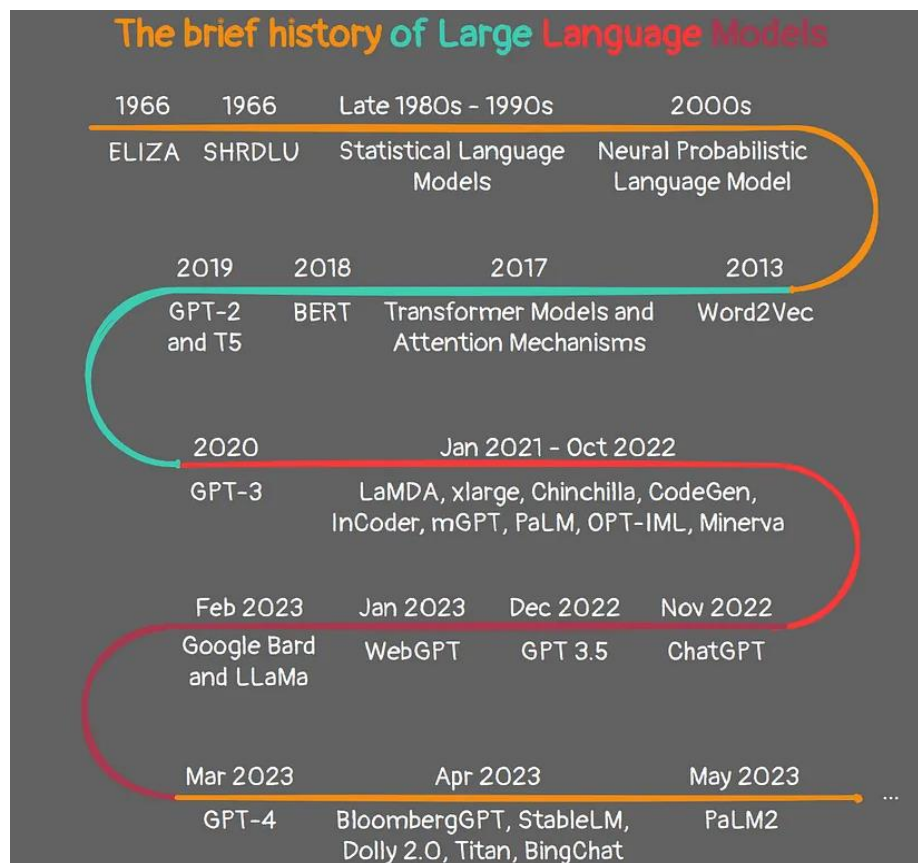 The brief history of Large Language Models
1966 1966 Late 1980s - 1990s 2000s
ELIZA SHRDLU Statistical Language Neural Probabilistic
Models Language Model
2019 2018 2017 2013
GPT-2 BERT Transformer Models and Word2Vec
and T5 Attention Mechanisms
2020 Jan 2021 - Oct 2022
GPT-3 LaMDA, xlarge, Chinchilla, CodeGen,
InCoder, mGPT, PaLM, OPT-IML, Minerva
Feb 2023 Jan 2023 Dec 2022 Nov 2022
Google Bard WebGPT GPT 3.5 ChatGPT
and LLaMa
Mar 2023 Apr 2023 May 2023
...
GPT-4 BloombergGPT, StableLM, PaLM2
Dolly 2.0, Titan, BingChat